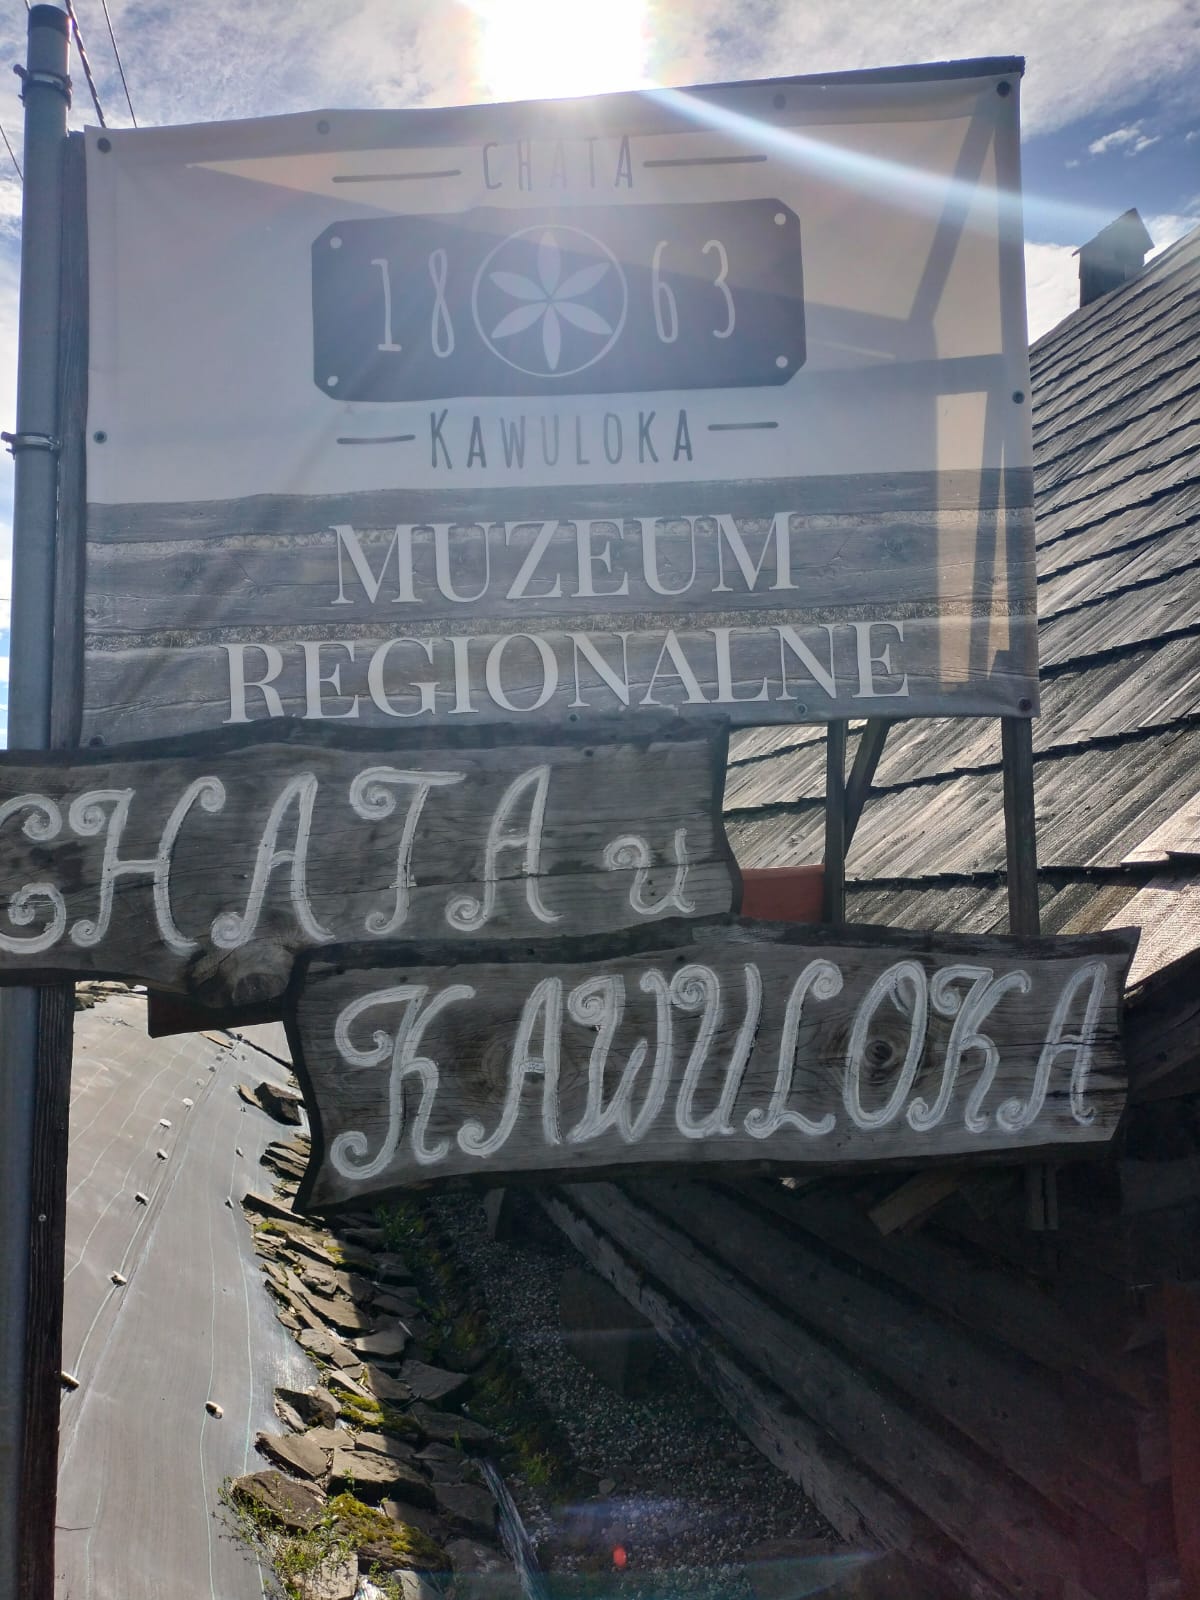 CHATA
1863
KAWULOKA
MUZEUM
REGIONALNE
CHATA u
KAWULOKA